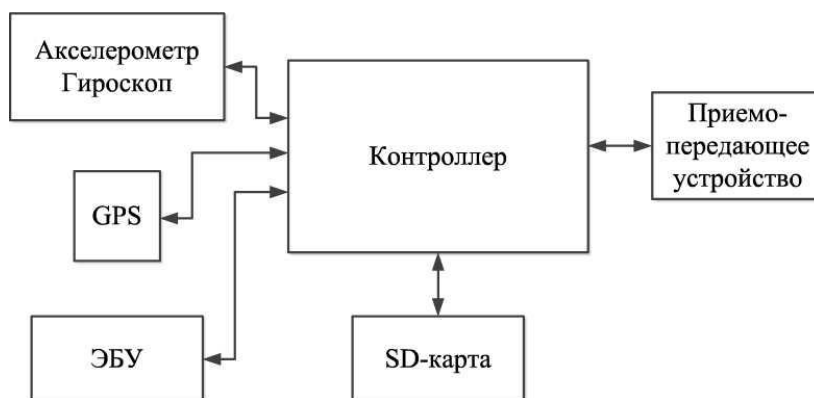 Акселерометр
Гироскоп
Контроллер
Приемо-
передающее
устройство
GPS
ЭБУ
SD-карта